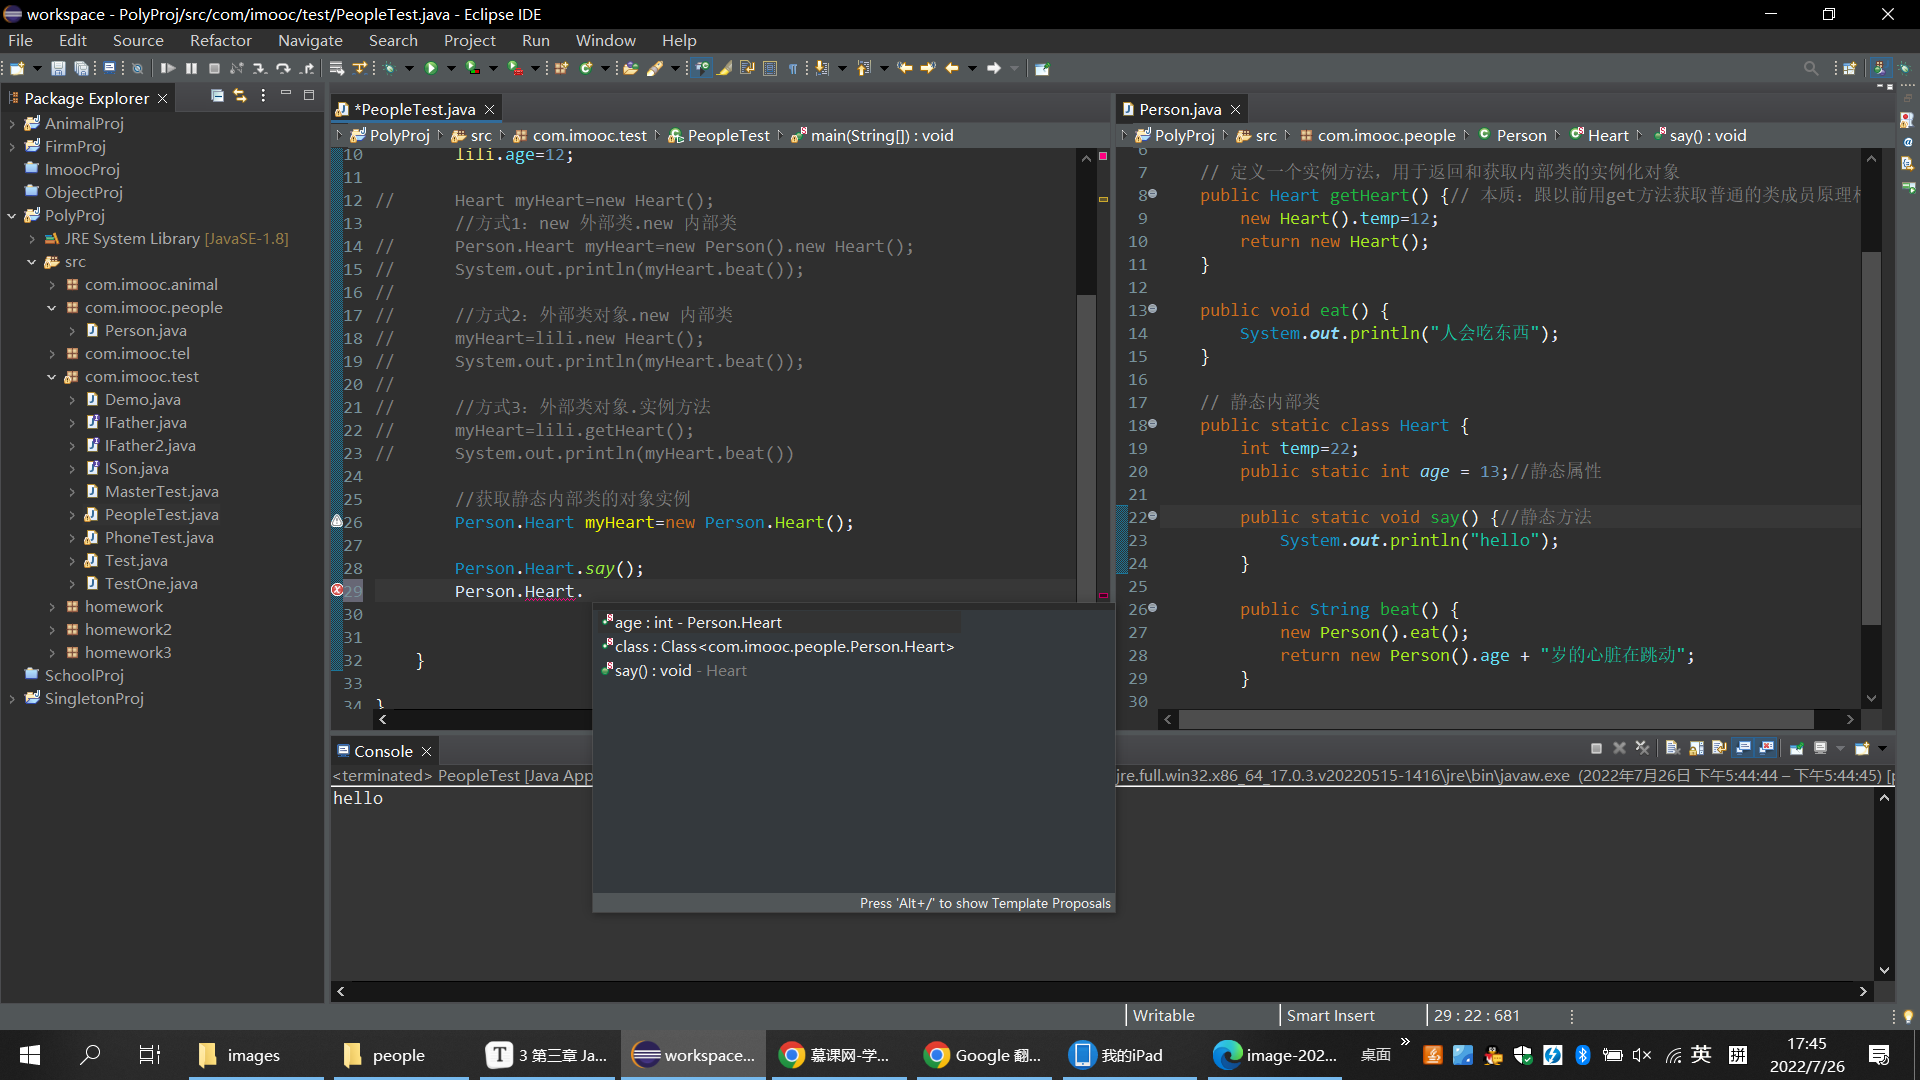 workspace - PolyProj/src/com/imooc/test/PeopleTest.java - Eclipse IDE
File Edit Source Refactor Navigate Search Project Run Window Help
Package Explorer
AnimalProj
FirmProj
ImoocProj
ObjectProj
PolyProj
JRE System Library [JavaSE-1.8]
src
com.imooc.animal
com.imooc.people
Person.java
com.imooc.tel
com.imooc.test
Demo.java
IFather.java
IFather2.java
ISon.java
MasterTest.java
PeopleTest.java
PhoneTest.java
Test.java
TestOne.java
homework
homework2
homework3
SchoolProj
SingletonProj
*PeopleTest.java
PolyProj src com.imooc.test PeopleTest main(String[]) : void
10 lili.age=12;
11
12 // Heart myHeart=new Heart();
13 //方式1：new 外部类.new 内部类
14 // Person.Heart myHeart=new Person().new Heart();
15 // System.out.println(myHeart.beat());
16 //
17 // //方式2：外部类对象.new 内部类
18 // myHeart=lili.new Heart();
19 // System.out.println(myHeart.beat());
20 //
21 // //方式3：外部类对象.实例方法
22 // myHeart=lili.getHeart();
23 // System.out.println(myHeart.beat())
24
25 //获取静态内部类的对象实例
26 Person.Heart myHeart=new Person.Heart();
27
28 Person.Heart.say();
29 Person.Heart.
30
31
32 }
33
34 }
age : int - Person.Heart
class : Class<com.imooc.people.Person.Heart>
say() : void - Heart
Press 'Alt+/' to show Template Proposals
Person.java
PolyProj src com.imooc.people Person Heart say() : void
6
7 // 定义一个实例方法，用于返回和获取内部类的实例化对象
8 public Heart getHeart() {// 本质：跟以前用get方法获取普通的类成员原理
9 new Heart().temp=12;
10 return new Heart();
11 }
12
13 public void eat() {
14 System.out.println("人会吃东西");
15 }
16
17 // 静态内部类
18 public static class Heart {
19 int temp=22;
20 public static int age = 13;//静态属性
21
22 public static void say() {//静态方法
23 System.out.println("hello");
24 }
25
26 public String beat() {
27 new Person().eat();
28 return new Person().age + "岁的心脏在跳动";
29 }
30
Console
<terminated> PeopleTest [Java App
jre.full.win32.x86_64_17.0.3.v20220515-1416\jre\bin\javaw.exe (2022年7月26日 下午5:44:44 – 下午5:44:45) [p
hello
Writable Smart Insert 29 : 22 : 681
images people 3 第三章 Ja... workspace... 慕课网-学... Google 翻... 我的iPad image-202... 桌面 英 拼
17:45
2022/7/26